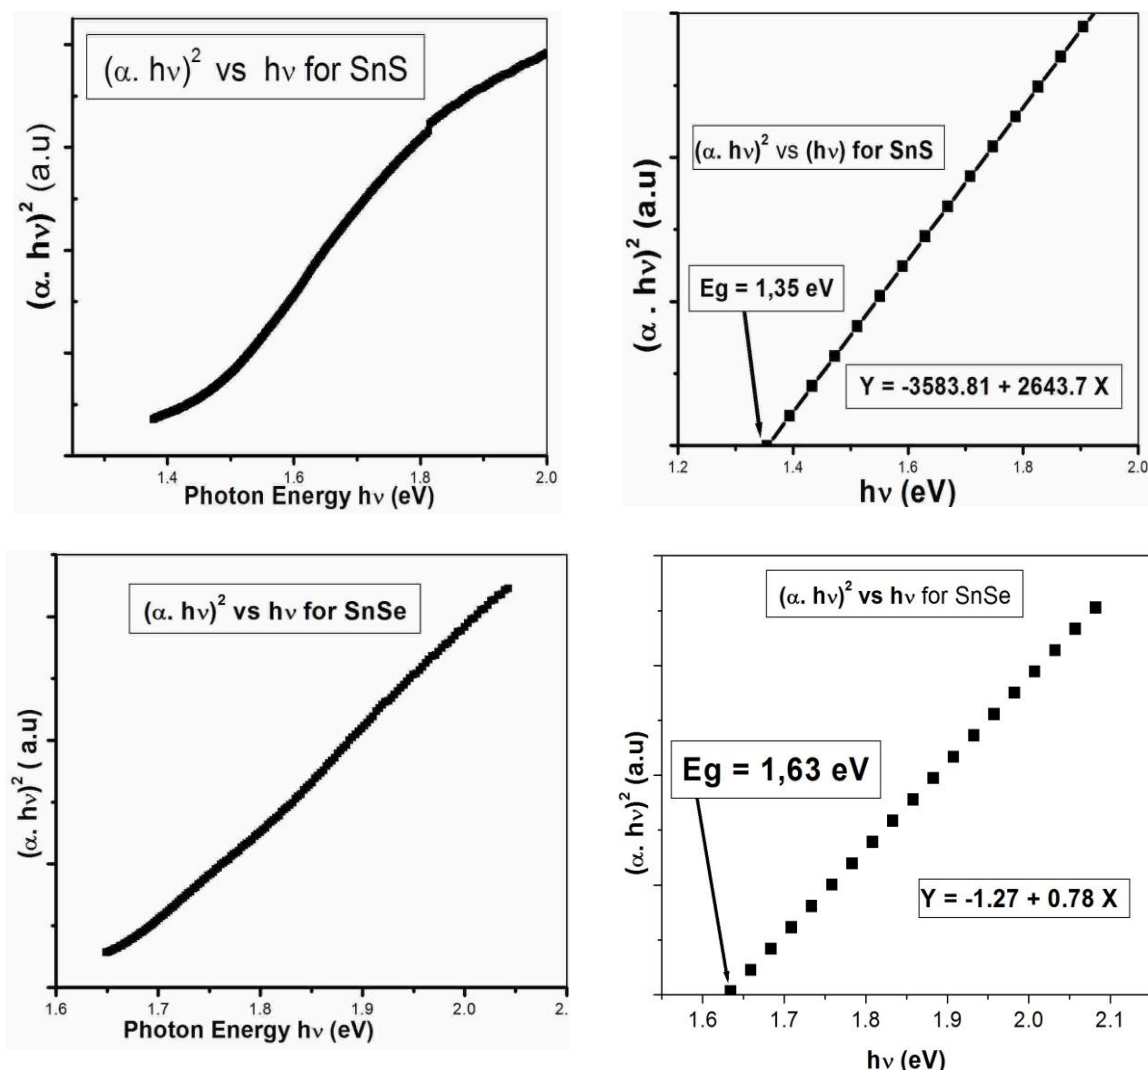 (α. hν)² vs hν for SnS
(α. hν)² (a.u)
1.4 1.6 1.8 2.0
Photon Energy hν (eV)
(α. hν)² vs (hν) for SnS
(α . hν)² (a.u)
Eg = 1,35 eV
Y = -3583.81 + 2643.7 X
1.2 1.4 1.6 1.8 2.0
hν (eV)
(α. hν)² vs hν for SnSe
(α. hν)² ( a.u)
1.6 1.7 1.8 1.9 2.0 2.
Photon Energy hν (eV)
(α. hν)² vs hν for SnSe
(α. hν)² (a.u)
Eg = 1,63 eV
Y = -1.27 + 0.78 X
1.6 1.7 1.8 1.9 2.0 2.1
hν (eV)